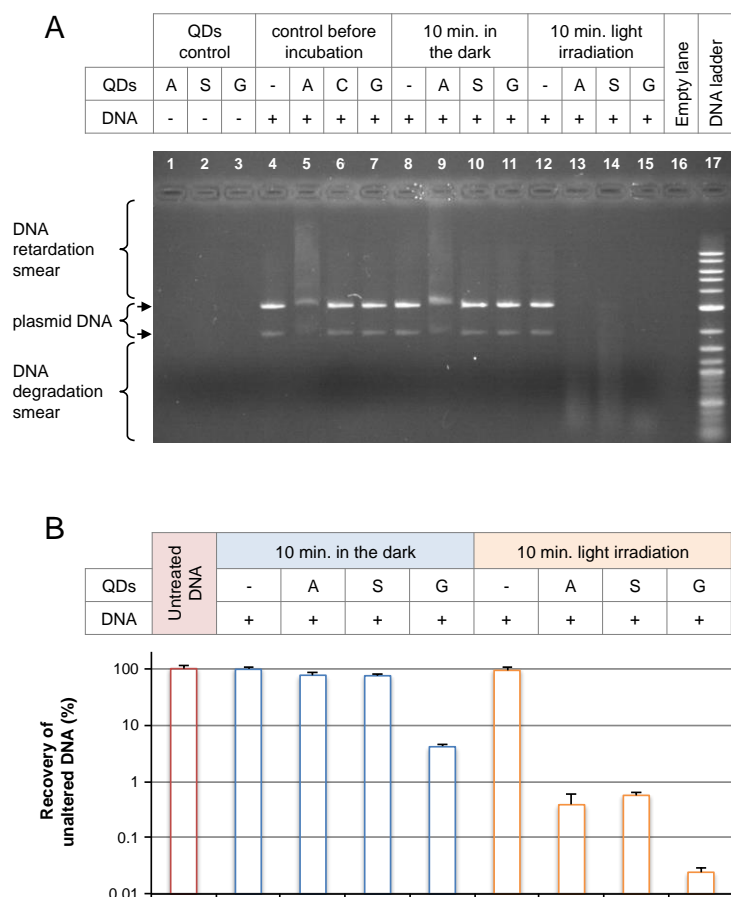 A
QDs control
control before incubation
10 min. in the dark
10 min. light irradiation
Empty lane
DNA ladder
QDs A S G - A C G - A S G - A S G
DNA - - - + + + + + + + + + + + +
1 2 3 4 5 6 7 8 9 10 11 12 13 14 15 16 17
DNA
retardation
smear
plasmid DNA
DNA
degradation
smear
B
Untreated DNA
10 min. in the dark
10 min. light irradiation
QDs - A S G - A S G
DNA + + + + + + + +
Recovery of
unaltered DNA (%)
100
10
1
0.1
0.01